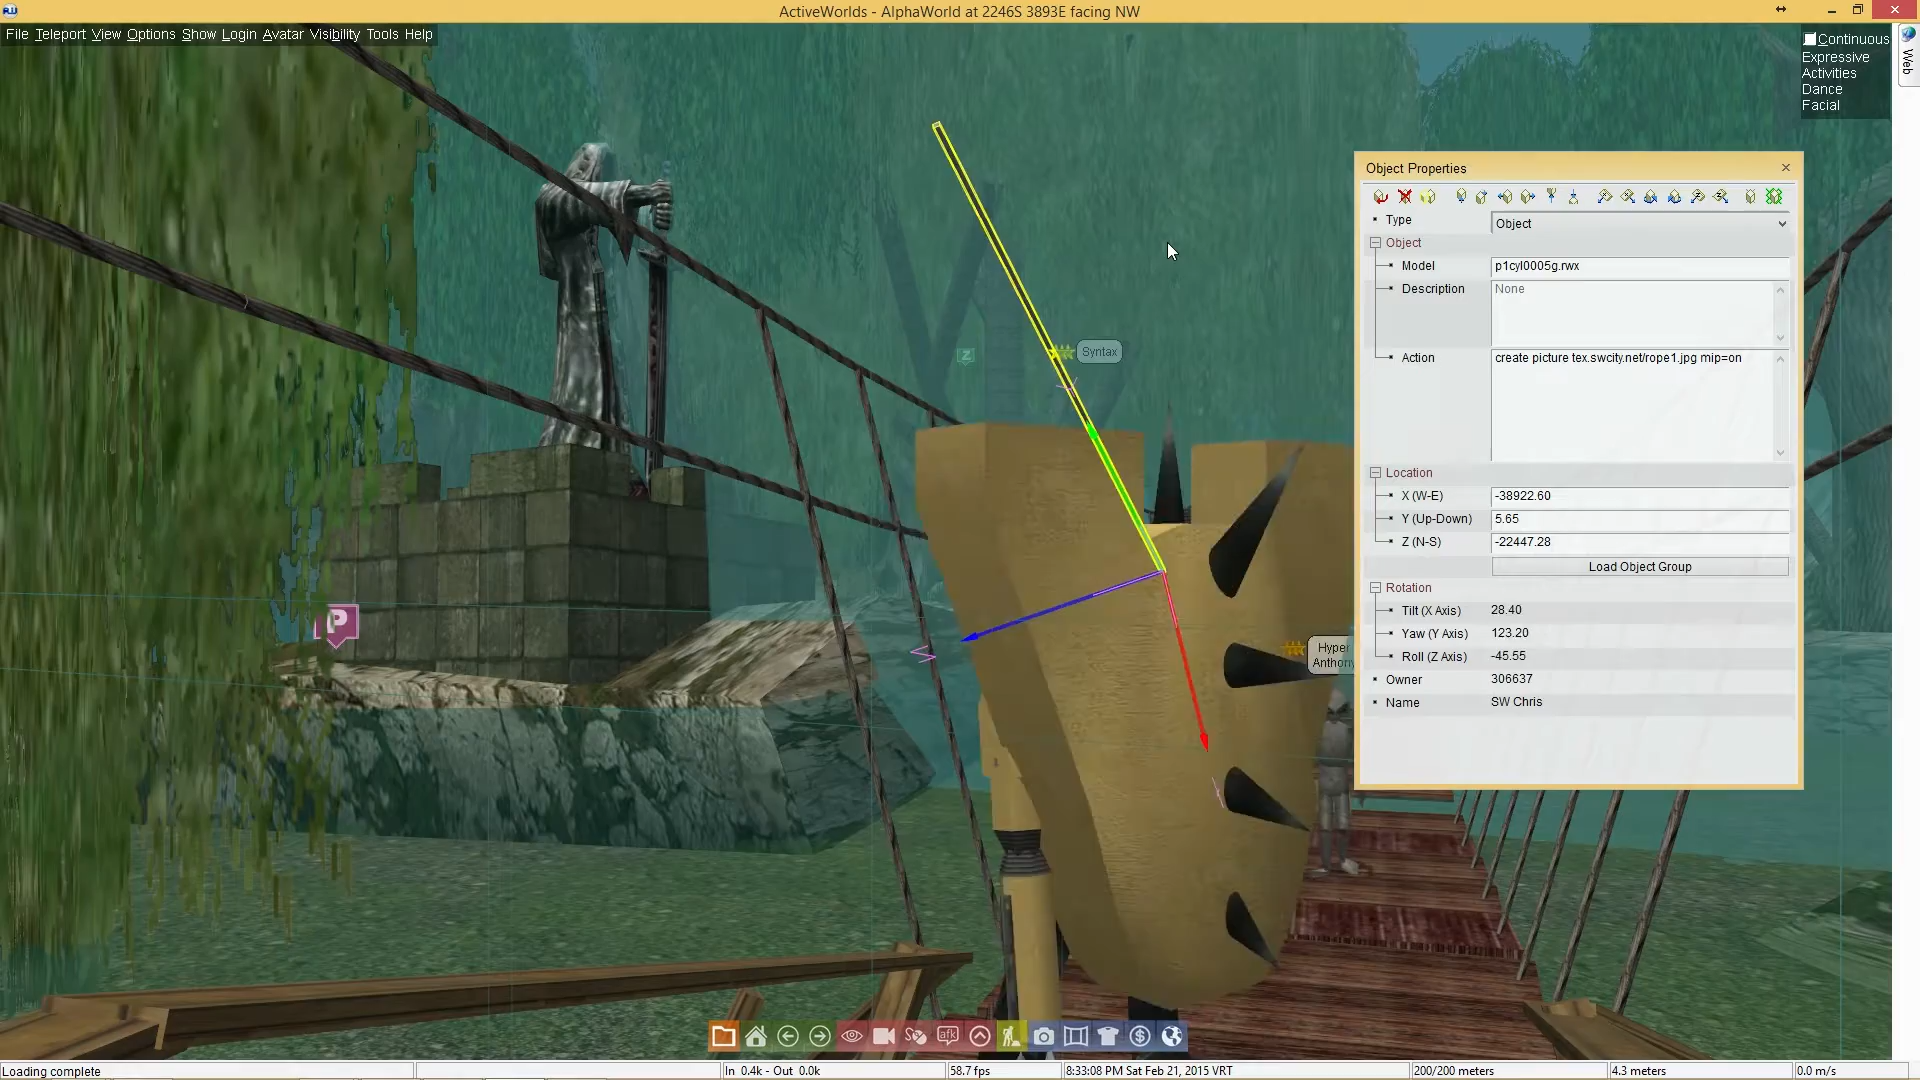 ActiveWorlds - AlphaWorld at 2246S 3893E facing NW
File Teleport View Options Show Login Avatar Visibility Tools Help
Continuous
Expressive
Activities
Dance
Facial
Web
Object Properties
Type Object
Object
Model p1cyl0005g.rwx
Description None
Action create picture tex.swcity.net/rope1.jpg mip=on
Location
X (W-E) -38922.60
Y (Up-Down) 5.65
Z (N-S) -22447.28
Load Object Group
Rotation
Tilt (X Axis) 28.40
Yaw (Y Axis) 123.20
Roll (Z Axis) -45.55
Owner 306637
Name SW Chris
Z
Syntax
P
Hyper
Anthony
afk
$
Loading complete
In 0.4k - Out 0.0k
58.7 fps
8:33:08 PM Sat Feb 21, 2015 VRT
200/200 meters
4.3 meters
0.0 m/s